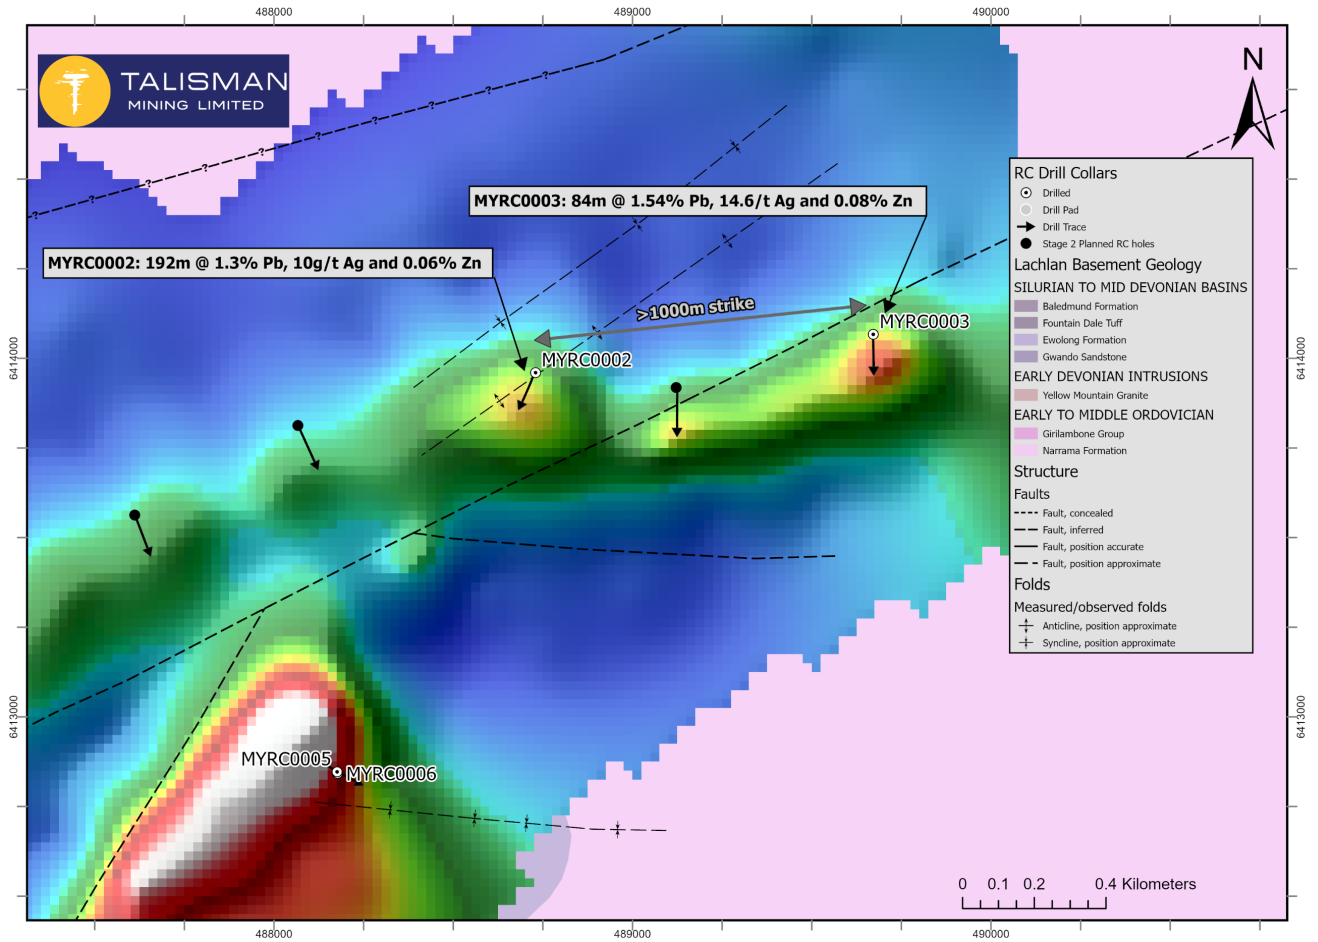 488000
489000
490000
TALISMAN
MINING LIMITED
N
MYRC0003: 84m @ 1.54% Pb, 14.6/t Ag and 0.08% Zn
MYRC0002: 192m @ 1.3% Pb, 10g/t Ag and 0.06% Zn
>1000m strike
MYRC0003
MYRC0002
6414000
6414000
RC Drill Collars
Drilled
Drill Pad
Drill Trace
Stage 2 Planned RC holes
Lachlan Basement Geology
SILURIAN TO MID DEVONIAN BASINS
Baledmund Formation
Fountain Dale Tuff
Ewolong Formation
Gwando Sandstone
EARLY DEVONIAN INTRUSIONS
Yellow Mountain Granite
EARLY TO MIDDLE ORDOVICIAN
Girilambone Group
Narrama Formation
Structure
Faults
Fault, concealed
Fault, inferred
Fault, position accurate
Fault, position approximate
Folds
Measured/observed folds
Anticline, position approximate
Syncline, position approximate
6413000
6413000
MYRC0005
MYRC0006
0 0.1 0.2 0.4 Kilometers
488000
489000
490000
? ? ? ? ? ? ? ? ? ?